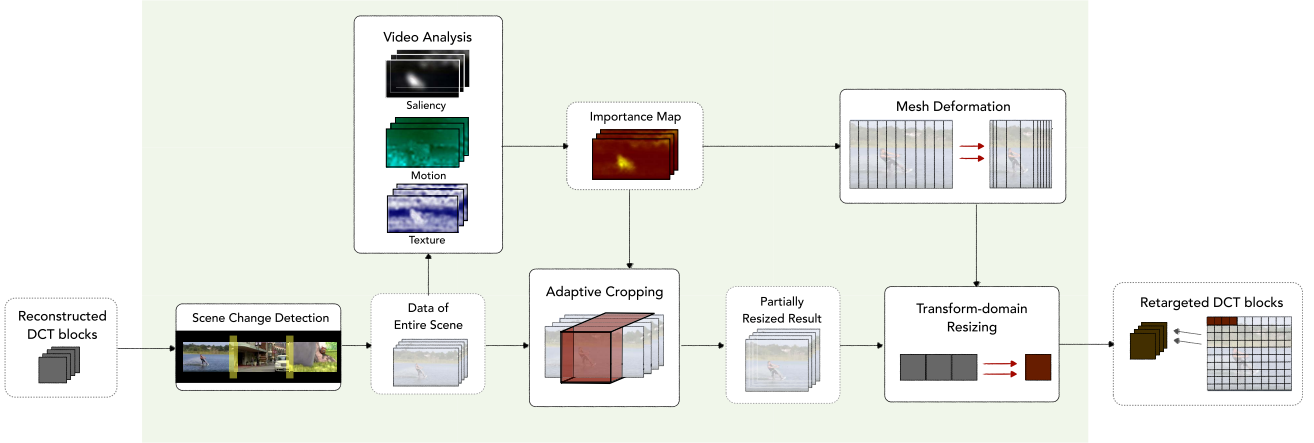 Reconstructed
DCT blocks
Scene Change Detection
Data of
Entire Scene
Video Analysis
Saliency
Motion
Texture
Importance Map
Adaptive Cropping
Partially
Resized Result
Mesh Deformation
Transform-domain
Resizing
Retargeted DCT blocks